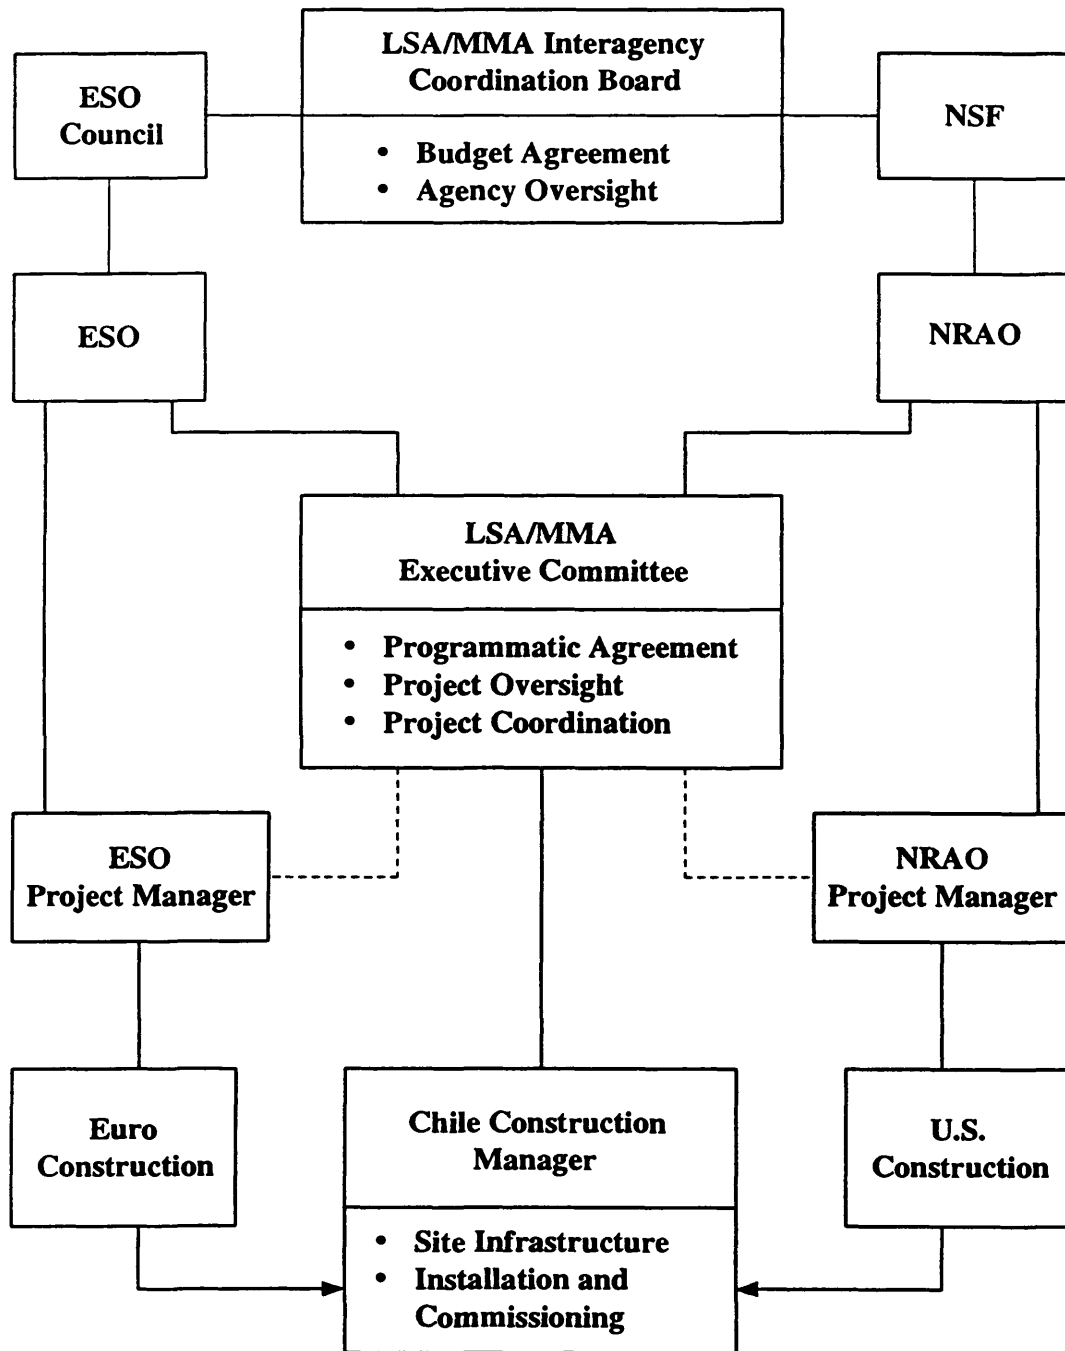 LSA/MMA Interagency
Coordination Board
ESO
Council
NSF
• Budget Agreement
• Agency Oversight
ESO
NRAO
LSA/MMA
Executive Committee
• Programmatic Agreement
• Project Oversight
• Project Coordination
ESO
Project Manager
NRAO
Project Manager
Euro
Construction
Chile Construction
Manager
U.S.
Construction
• Site Infrastructure
• Installation and
Commissioning